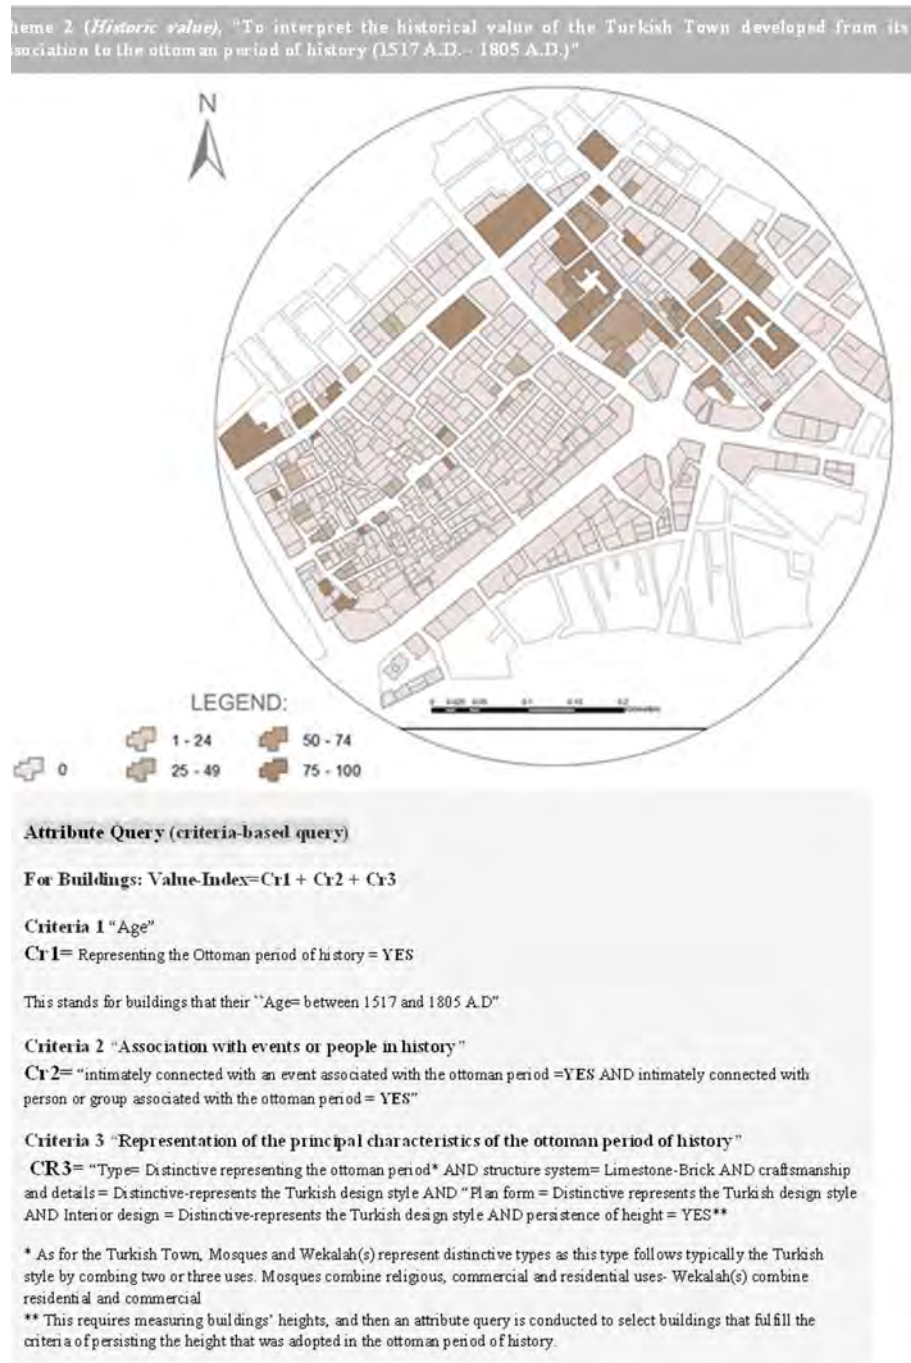 heme 2 (Historic value), "To interpret the historical value of the Turkish Town developed from its
ssociation to the ottoman period of history (1517 A.D. - 1805 A.D.)"
N
0 0.025 0.05 0.1 0.15 0.2
LEGEND:
1 - 24
50 - 74
0
25 - 49
75 - 100
Attribute Query (criteria-based query)
For Buildings: Value-Index=Cr1 + Cr2 + Cr3
Criteria 1 "Age"
Cr1= Representing the Ottoman period of history = YES
This stands for buildings that their ``Age= between 1517 and 1805 A.D"
Criteria 2 "Association with events or people in history"
Cr2= "intimately connected with an event associated with the ottoman period =YES AND intimately connected with
person or group associated with the ottoman period = YES"
Criteria 3 "Representation of the principal characteristics of the ottoman period of history"
CR3= "Type= Distinctive representing the ottoman period* AND structure system= Limestone-Brick AND craftsmanship
and details = Distinctive-represents the Turkish design style AND "Plan form = Distinctive represents the Turkish design style
AND Interior design = Distinctive-represents the Turkish design style AND persistence of height = YES**
* As for the Turkish Town, Mosques and Wekalah(s) represent distinctive types as this type follows typically the Turkish
style by combing two or three uses. Mosques combine religious, commercial and residential uses- Wekalah(s) combine
residential and commercial
** This requires measuring buildings' heights, and then an attribute query is conducted to select buildings that fulfill the
criteria of persisting the height that was adopted in the ottoman period of history.